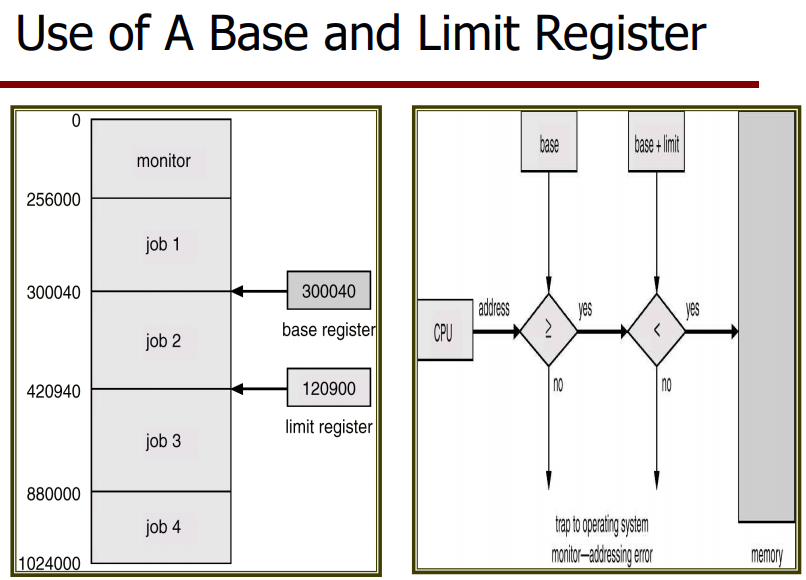 Use of A Base and Limit Register
0
monitor
256000
job 1
300040
300040
base register
job 2
420940
120900
limit register
job 3
880000
job 4
1024000
base
base + limit
address
yes
yes
CPU
≥
<
no
no
trap to operating system
monitor—addressing error
memory